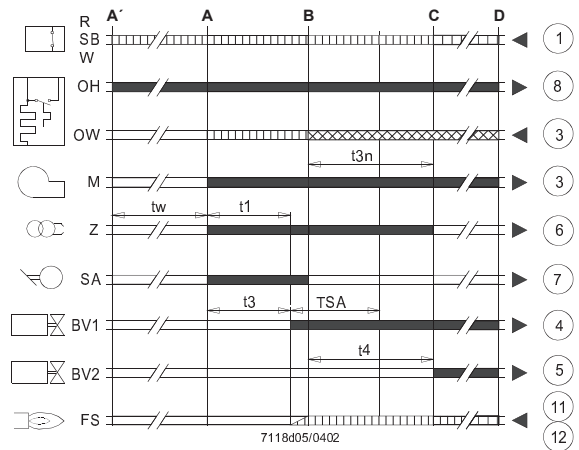 A´ A B C D
R
SB 1
W
OH 8
OW 3
t3n
M 3
tw t1
Z 6
SA 7
t3 TSA
BV1 4
t4
BV2 5
11
FS
12
7118d05/0402